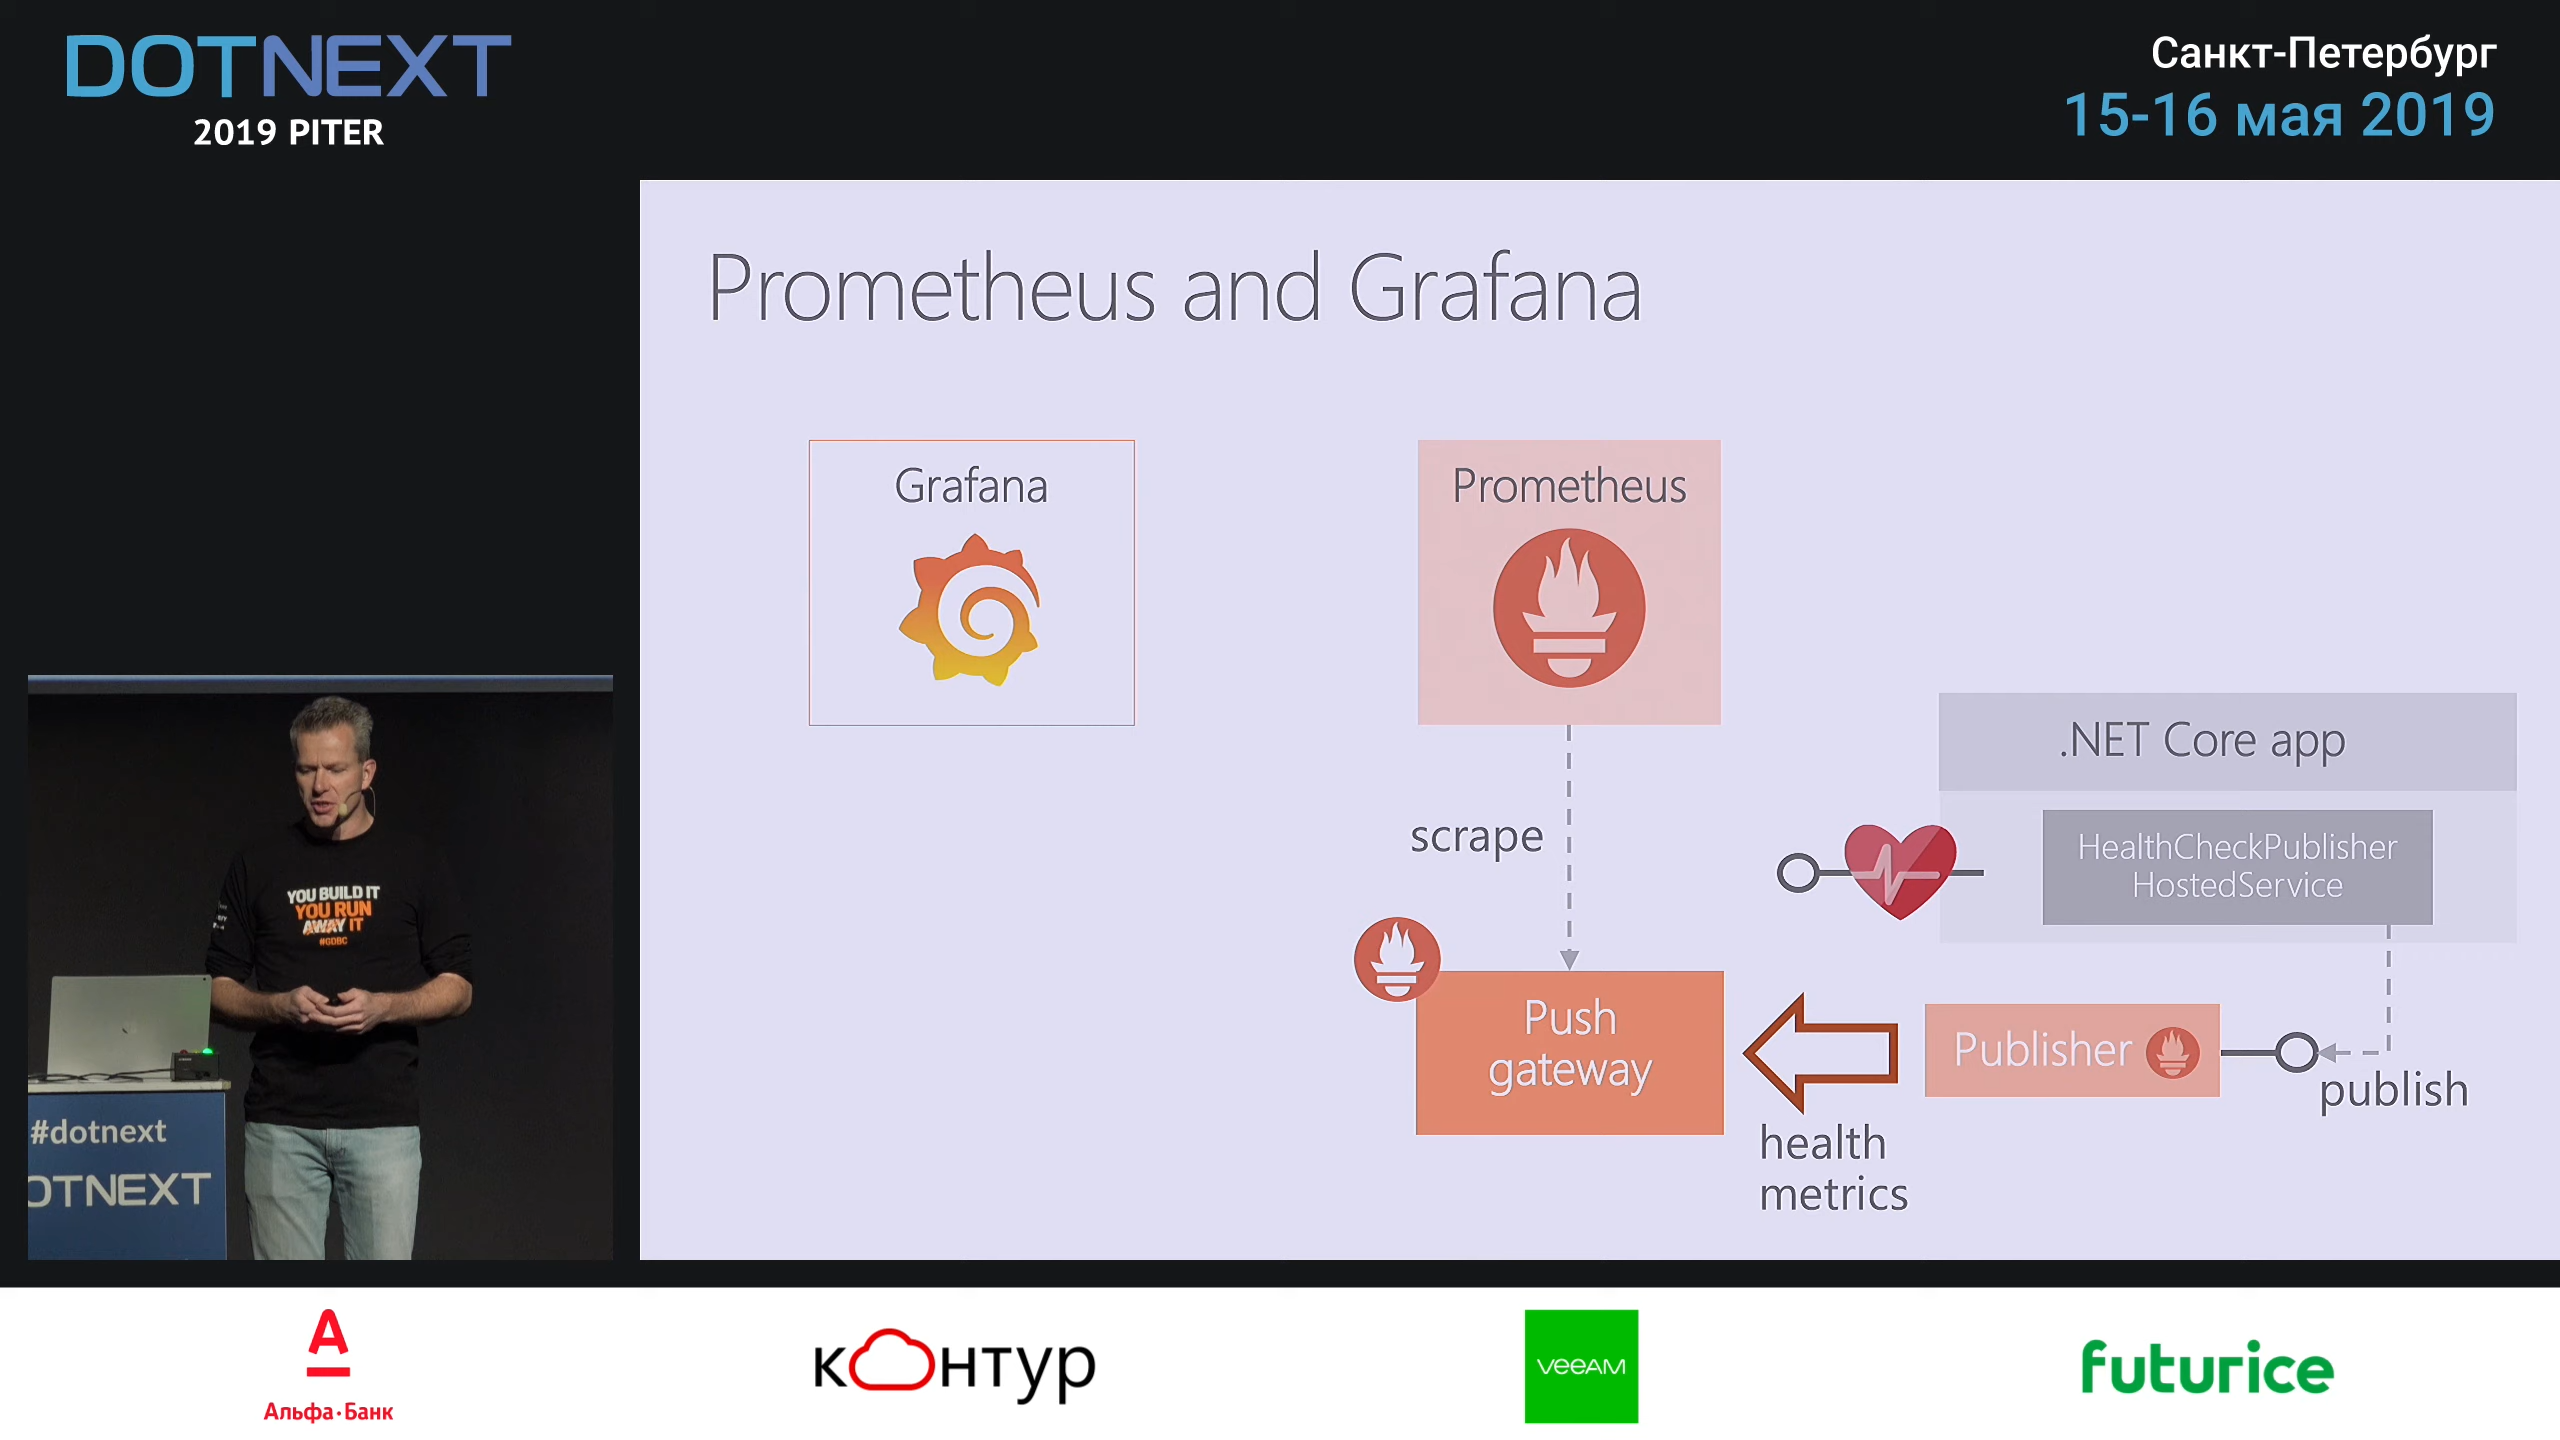 DOTNEXT
2019 PITER
Санкт-Петербург
15-16 мая 2019
Prometheus and Grafana
Grafana
Prometheus
.NET Core app
HealthCheckPublisher
HostedService
scrape
Push
gateway
Publisher
publish
health
metrics
YOU BUILD IT
YOU RUN
AWAY IT
#GDBC
#dotnext
OTNEXT
Альфа·Банк
контур
veeam
futurice